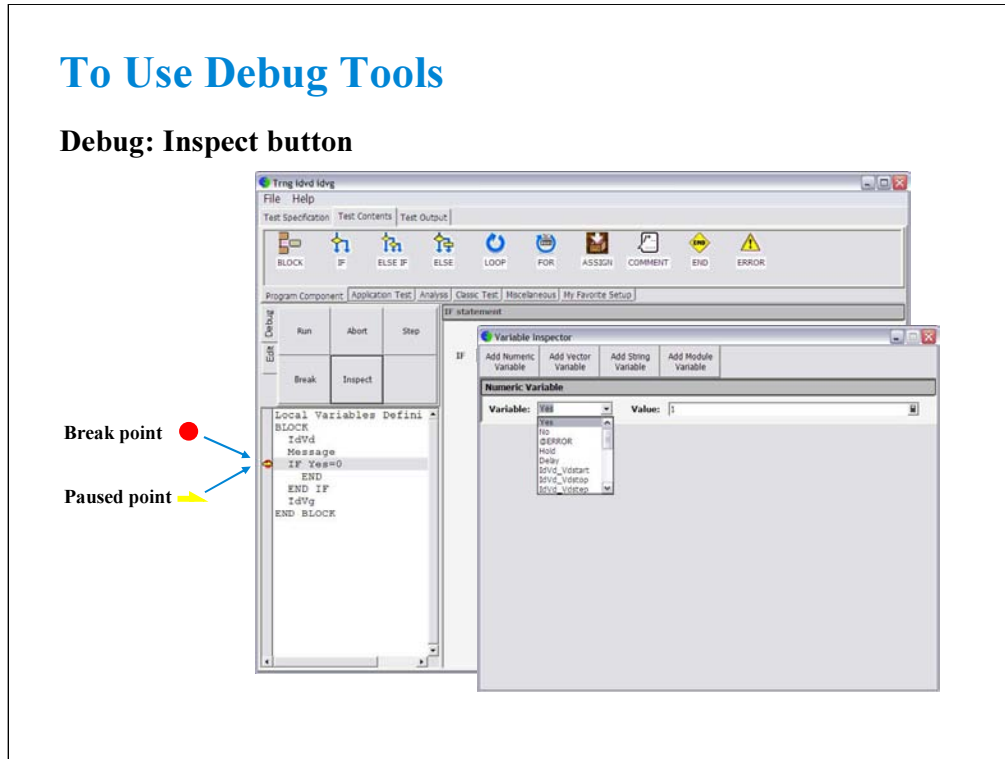 To Use Debug Tools
Debug: Inspect button
Trng Idvd Idvg
File Help
Test Specification Test Contents Test Output
BLOCK IF ELSE IF ELSE LOOP FOR ASSIGN COMMENT END ERROR
Program Component Application Test Analysis Classic Test Miscelaneous My Favorite Setup
Debug
Edit
Run Abort Step
Break Inspect
IF statement
IF
Local Variables Defini
BLOCK
IdVd
Message
IF Yes=0
END
END IF
IdVg
END BLOCK
Break point
Paused point
Variable Inspector
Add Numeric Variable Add Vector Variable Add String Variable Add Module Variable
Numeric Variable
Variable: Yes Value: 1
Yes
No
@ERROR
Hold
Delay
IdVd_Vdstart
IdVd_Vdstop
IdVd_Vdstep